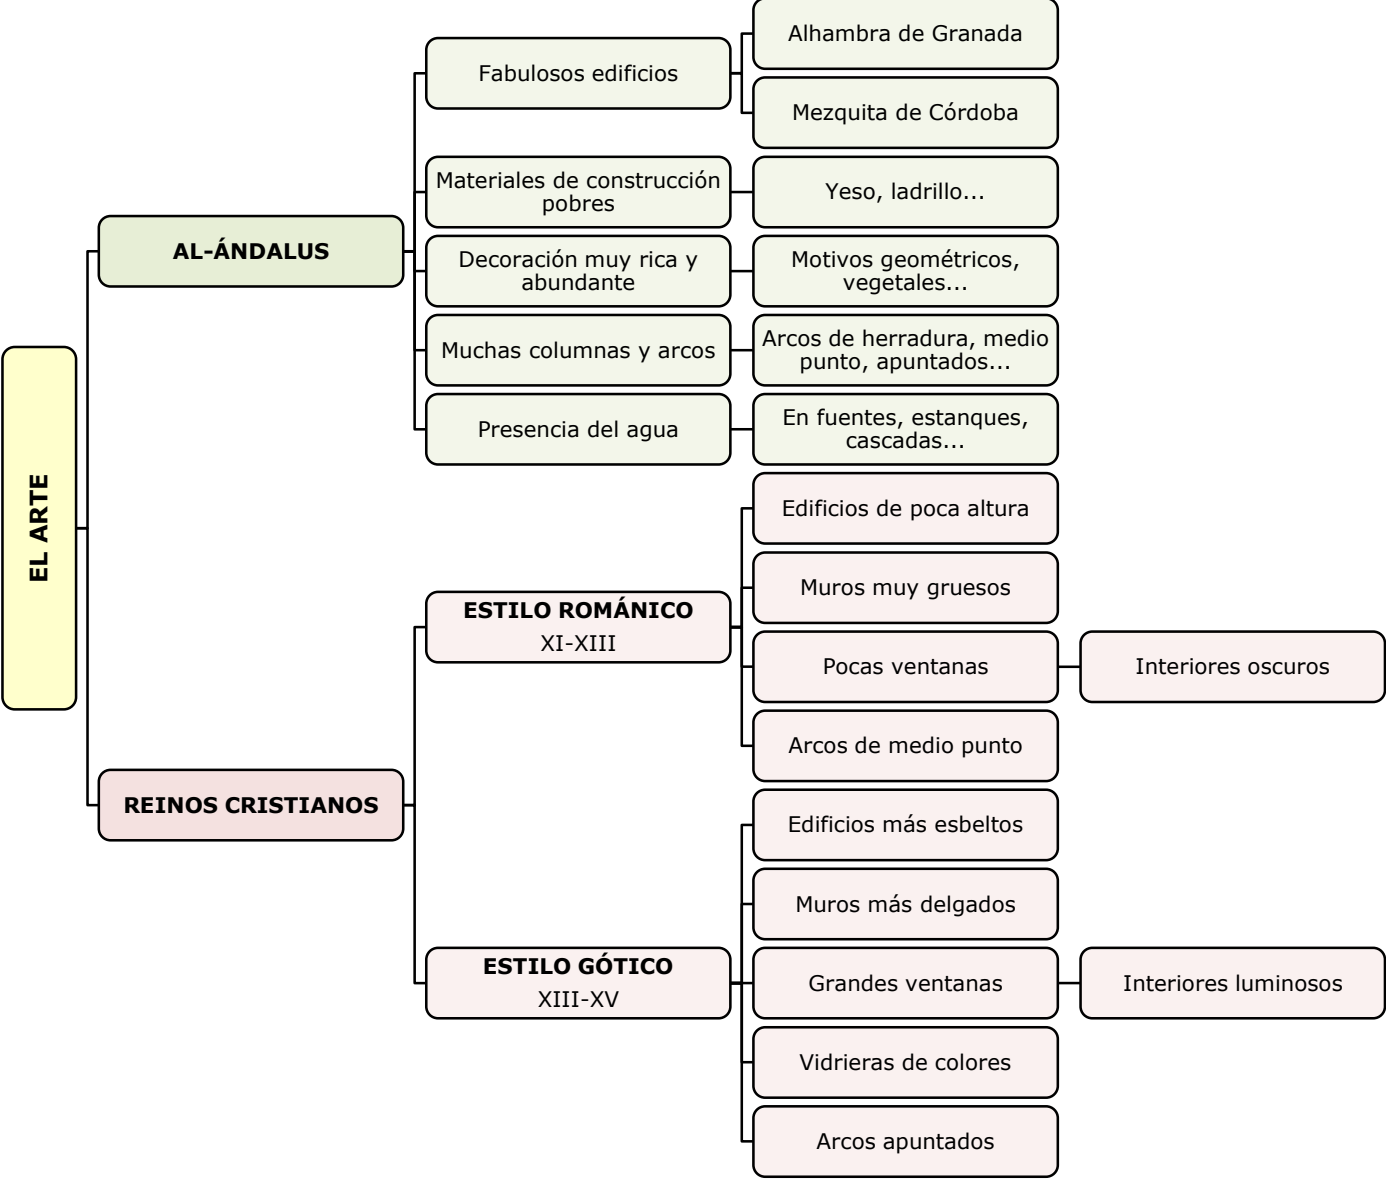 EL ARTE
AL-ÁNDALUS
Fabulosos edificios
Alhambra de Granada
Mezquita de Córdoba
Materiales de construcción
pobres
Yeso, ladrillo...
Decoración muy rica y
abundante
Motivos geométricos,
vegetales...
Muchas columnas y arcos
Arcos de herradura, medio
punto, apuntados...
Presencia del agua
En fuentes, estanques,
cascadas...
REINOS CRISTIANOS
ESTILO ROMÁNICO
XI-XIII
Edificios de poca altura
Muros muy gruesos
Pocas ventanas
Interiores oscuros
Arcos de medio punto
ESTILO GÓTICO
XIII-XV
Edificios más esbeltos
Muros más delgados
Grandes ventanas
Interiores luminosos
Vidrieras de colores
Arcos apuntados